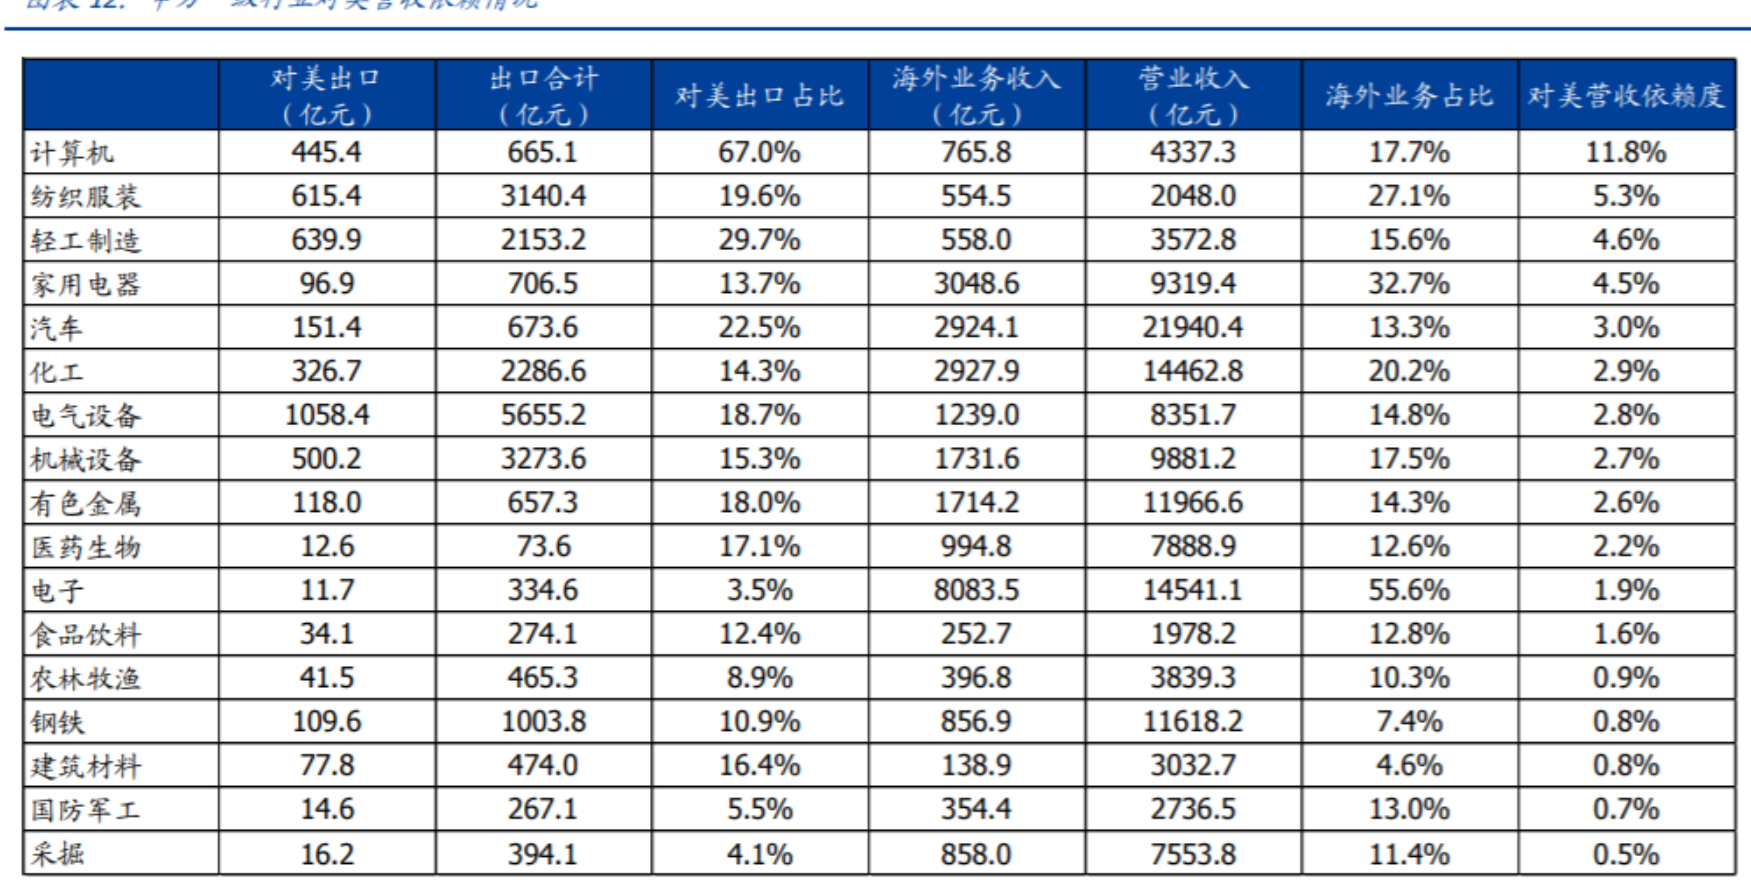 对美出口（亿元） 出口合计（亿元） 对美出口占比 海外业务收入（亿元） 营业收入（亿元） 海外业务占比 对美营收依赖度
计算机 445.4 665.1 67.0% 765.8 4337.3 17.7% 11.8%
纺织服装 615.4 3140.4 19.6% 554.5 2048.0 27.1% 5.3%
轻工制造 639.9 2153.2 29.7% 558.0 3572.8 15.6% 4.6%
家用电器 96.9 706.5 13.7% 3048.6 9319.4 32.7% 4.5%
汽车 151.4 673.6 22.5% 2924.1 21940.4 13.3% 3.0%
化工 326.7 2286.6 14.3% 2927.9 14462.8 20.2% 2.9%
电气设备 1058.4 5655.2 18.7% 1239.0 8351.7 14.8% 2.8%
机械设备 500.2 3273.6 15.3% 1731.6 9881.2 17.5% 2.7%
有色金属 118.0 657.3 18.0% 1714.2 11966.6 14.3% 2.6%
医药生物 12.6 73.6 17.1% 994.8 7888.9 12.6% 2.2%
电子 11.7 334.6 3.5% 8083.5 14541.1 55.6% 1.9%
食品饮料 34.1 274.1 12.4% 252.7 1978.2 12.8% 1.6%
农林牧渔 41.5 465.3 8.9% 396.8 3839.3 10.3% 0.9%
钢铁 109.6 1003.8 10.9% 856.9 11618.2 7.4% 0.8%
建筑材料 77.8 474.0 16.4% 138.9 3032.7 4.6% 0.8%
国防军工 14.6 267.1 5.5% 354.4 2736.5 13.0% 0.7%
采掘 16.2 394.1 4.1% 858.0 7553.8 11.4% 0.5%